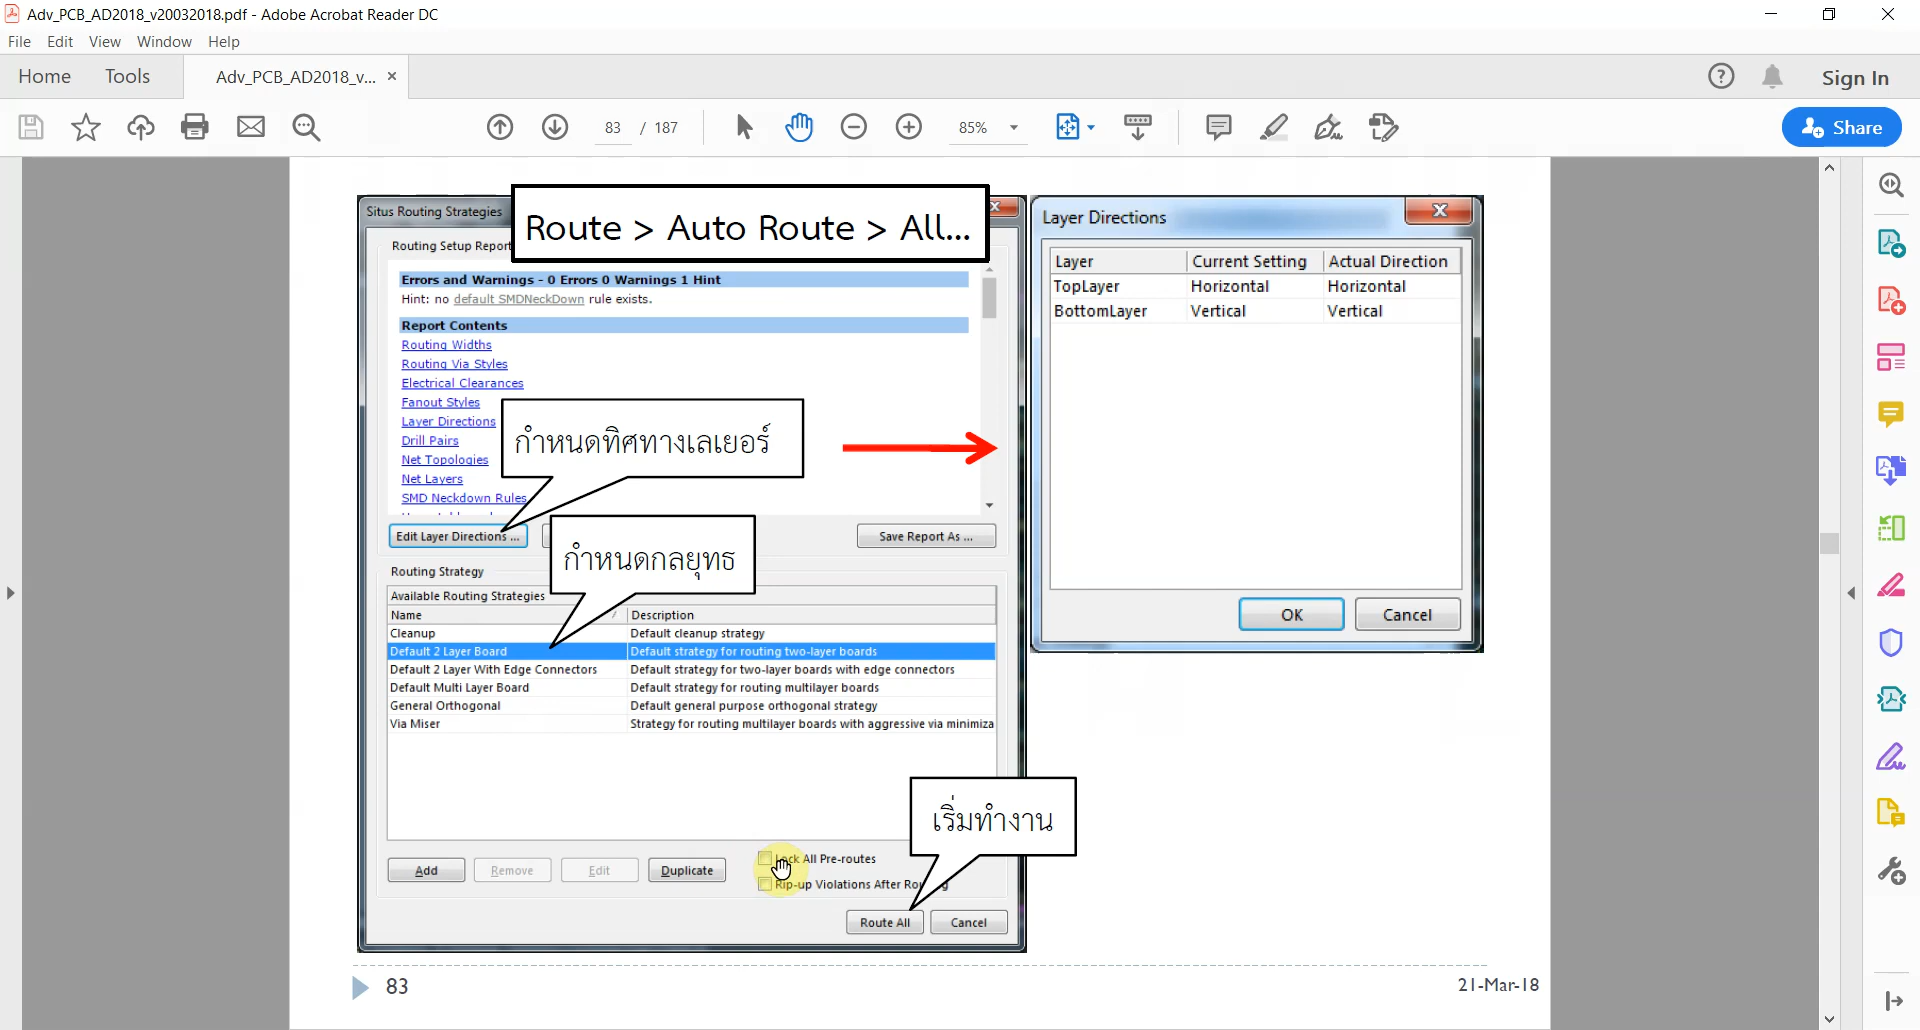 Adv_PCB_AD2018_v20032018.pdf - Adobe Acrobat Reader DC
File Edit View Window Help
Home Tools Adv_PCB_AD2018_v... × Sign In
83 / 187 85% Share
Situs Routing Strategies
Route > Auto Route > All...
Routing Setup Report
Errors and Warnings - 0 Errors 0 Warnings 1 Hint
Hint: no default SMDNeckDown rule exists.
Report Contents
Routing Widths
Routing Via Styles
Electrical Clearances
Fanout Styles
Layer Directions
Drill Pairs
Net Topologies
Net Layers
SMD Neckdown Rules
กำหนดทิศทางเลเยอร์
Edit Layer Directions ...
Save Report As ...
กำหนดกลยุทธ
Routing Strategy
Available Routing Strategies
Name Description
Cleanup Default cleanup strategy
Default 2 Layer Board Default strategy for routing two-layer boards
Default 2 Layer With Edge Connectors Default strategy for two-layer boards with edge connectors
Default Multi Layer Board Default strategy for routing multilayer boards
General Orthogonal Default general purpose orthogonal strategy
Via Miser Strategy for routing multilayer boards with aggressive via minimiza
เริ่มทำงาน
Add Remove Edit Duplicate
Lock All Pre-routes
Rip-up Violations After
Route All Cancel
Layer Directions
Layer Current Setting Actual Direction
TopLayer Horizontal Horizontal
BottomLayer Vertical Vertical
OK Cancel
83
21-Mar-18